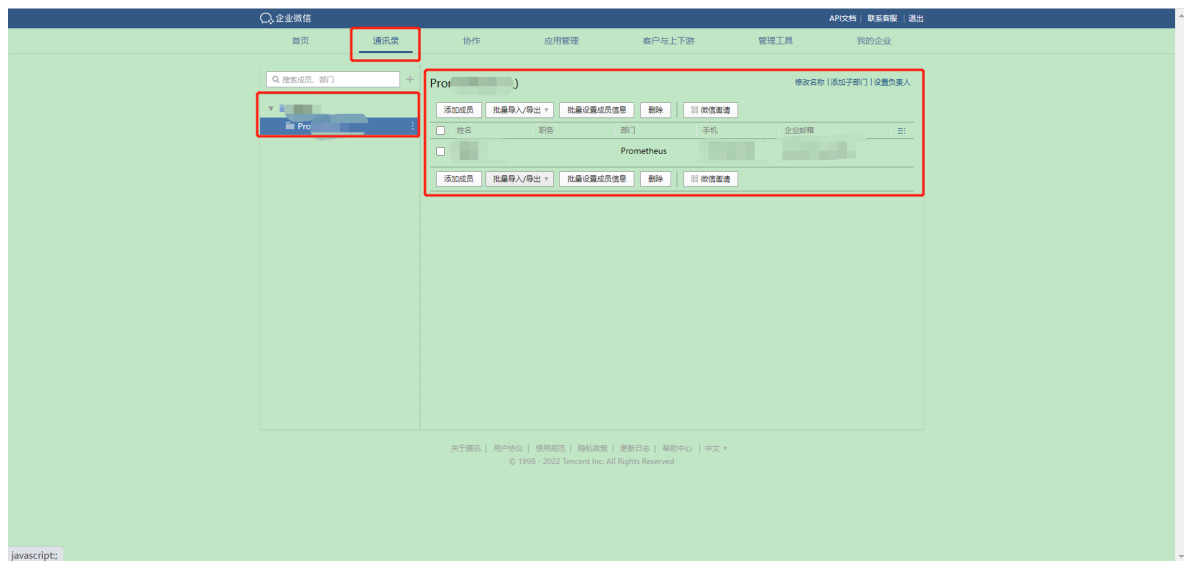 企业微信
API文档 | 联系客服 | 退出
首页 通讯录 协作 应用管理 客户与上下游 管理工具 我的企业
搜索成员、部门 +
Pro
Pro )
修改名称 | 添加子部门 | 设置负责人
添加成员 批量导入/导出 批量设置成员信息 删除 微信邀请
姓名 职务 部门 手机 企业邮箱
Prometheus
添加成员 批量导入/导出 批量设置成员信息 删除 微信邀请
关于腾讯 | 用户协议 | 使用规范 | 隐私政策 | 更新日志 | 帮助中心 | 中文
© 1998 - 2022 Tencent Inc. All Rights Reserved
javascript:;